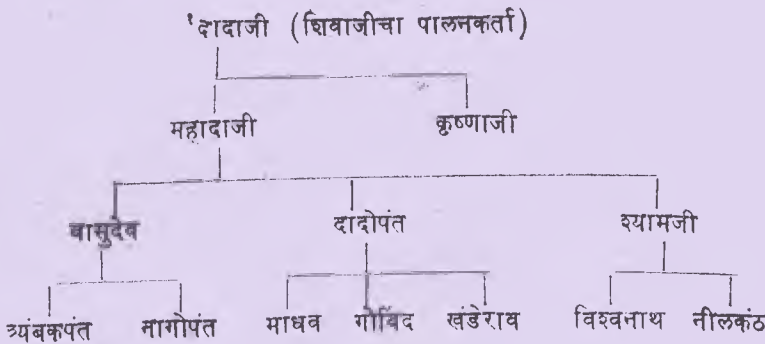 'दादाजी (शिवाजीचा पालनकर्ता)
महादाजी कृष्णाजी
वासुदेव दादोपंत श्यामजी
त्र्यंबकपंत नागोपंत माधव गोविंद खंडेराव विश्वनाथ नीलकंठ